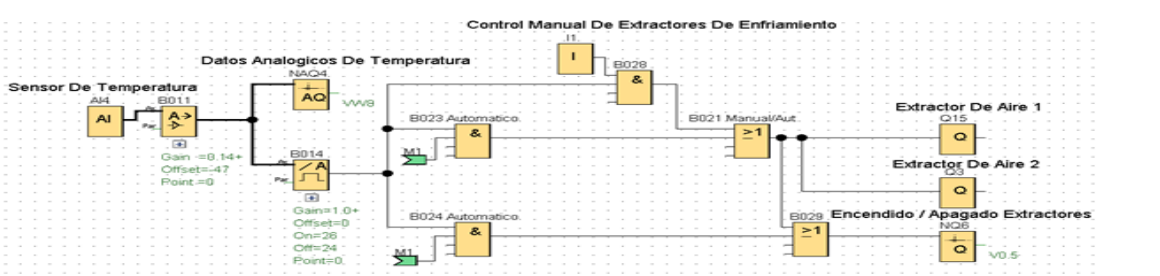 Control Manual De Extractores De Enfriamiento
I1
I
B028
&
Datos Analogicos De Temperatura
NAQ4
AQ
VW8
Sensor De Temperatura
AI4
AI
B011
A→
Gain =0.14+
Offset=-47
Point =0
B014
/A
Par
Gain=1.0+
Offset=0
On=26
Off=24
Point=0
B023 Automatico.
&
M1
B024 Automatico.
&
M1
B021 Manual/Aut
≥1
Extractor De Aire 1
Q15
Q
Extractor De Aire 2
Q3
Q
B029
≥1
Encendido / Apagado Extractores
NQ6
Q
V0.5